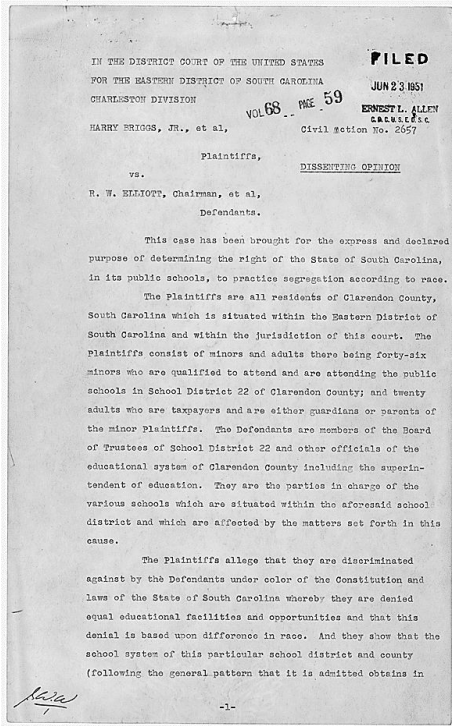 IN THE DISTRICT COURT OF THE UNITED STATES
FOR THE EASTERN DISTRICT OF SOUTH CAROLINA
CHARLESTON DIVISION
FILED
JUN 23 1951
ERNEST L. ALLEN
C.D.C.U.S.E.D.S.C.
VOL 68 PAGE 59
HARRY BRIGGS, JR., et al,
Civil Action No. 2657
Plaintiffs,
vs.
DISSENTING OPINION
R. W. ELLIOTT, Chairman, et al,
Defendants.
This case has been brought for the express and declared
purpose of determining the right of the State of South Carolina,
in its public schools, to practice segregation according to race.
The Plaintiffs are all residents of Clarendon County,
South Carolina which is situated within the Eastern District of
South Carolina and within the jurisdiction of this court. The
Plaintiffs consist of minors and adults there being forty-six
minors who are qualified to attend and are attending the public
schools in School District 22 of Clarendon County; and twenty
adults who are taxpayers and are either guardians or parents of
the minor Plaintiffs. The Defendants are members of the Board
of Trustees of School District 22 and other officials of the
educational system of Clarendon County including the superin-
tendent of education. They are the parties in charge of the
various schools which are situated within the aforesaid school
district and which are affected by the matters set forth in this
cause.
The Plaintiffs allege that they are discriminated
against by the Defendants under color of the Constitution and
laws of the State of South Carolina whereby they are denied
equal educational facilities and opportunities and that this
denial is based upon difference in race. And they show that the
school system of this particular school district and county
(following the general pattern that it is admitted obtains in
-1-